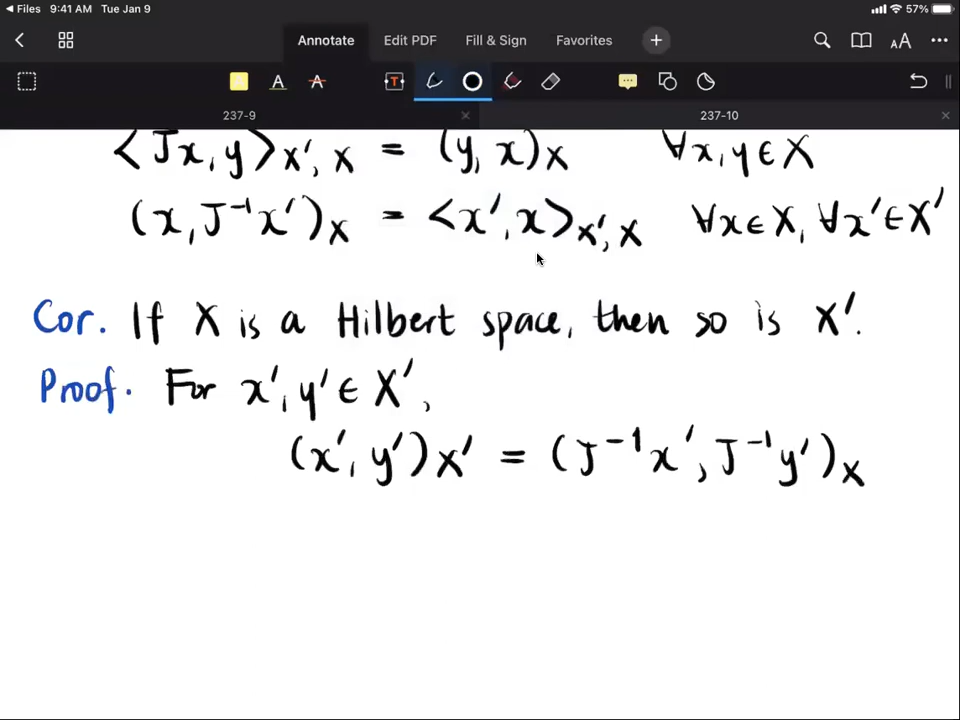 Files 9:41 AM Tue Jan 9 57%
Annotate Edit PDF Fill & Sign Favorites
237-9 237-10
<Jx, y>X', X = (y, x)X ∀x, y ∈ X
(x, J⁻¹x')X = <x', x>X', X ∀x ∈ X, ∀x' ∈ X'
Cor. If X is a Hilbert space, then so is X'.
Proof. For x', y' ∈ X',
(x', y')X' = (J⁻¹x', J⁻¹y')X